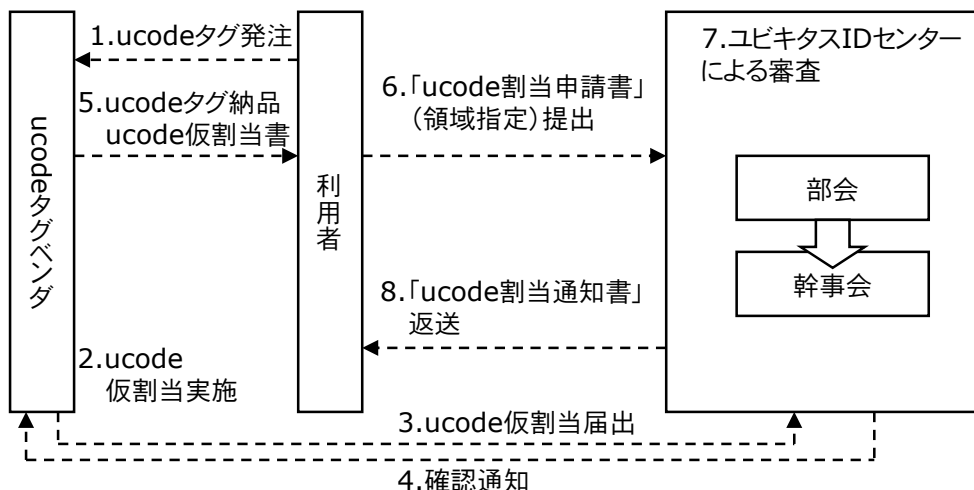 1.ucodeタグ発注
5.ucodeタグ納品
ucode仮割当書
ucodeタグベンダ
2.ucode
仮割当実施
利用者
6.「ucode割当申請書」
（領域指定）提出
8.「ucode割当通知書」
返送
7.ユビキタスIDセンター
による審査
部会
幹事会
3.ucode仮割当届出
4.確認通知